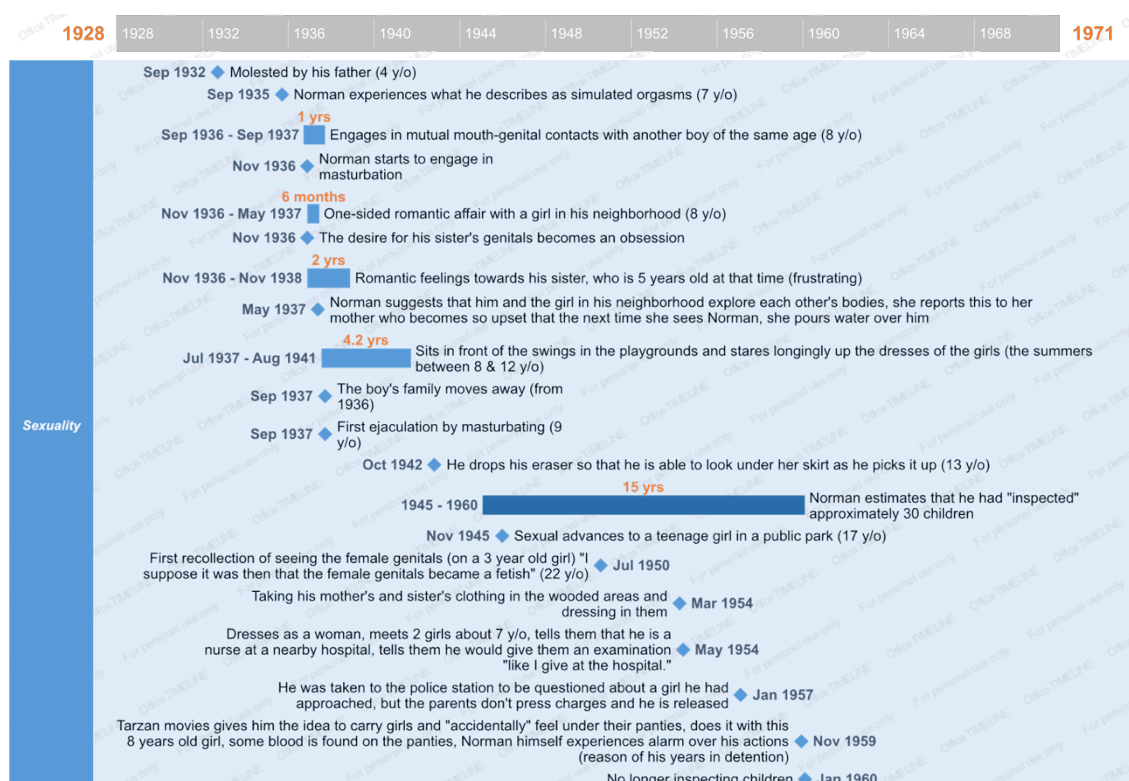 1928
1928 1932 1936 1940 1944 1948 1952 1956 1960 1964 1968
1971
Sexuality
Sep 1932 Molested by his father (4 y/o)
Sep 1935 Norman experiences what he describes as simulated orgasms (7 y/o)
1 yrs
Sep 1936 - Sep 1937 Engages in mutual mouth-genital contacts with another boy of the same age (8 y/o)
Nov 1936 Norman starts to engage in
masturbation
6 months
Nov 1936 - May 1937 One-sided romantic affair with a girl in his neighborhood (8 y/o)
Nov 1936 The desire for his sister's genitals becomes an obsession
2 yrs
Nov 1936 - Nov 1938 Romantic feelings towards his sister, who is 5 years old at that time (frustrating)
May 1937 Norman suggests that him and the girl in his neighborhood explore each other's bodies, she reports this to her
mother who becomes so upset that the next time she sees Norman, she pours water over him
4.2 yrs
Jul 1937 - Aug 1941 Sits in front of the swings in the playgrounds and stares longingly up the dresses of the girls (the summers
between 8 & 12 y/o)
Sep 1937 The boy's family moves away (from
1936)
Sep 1937 First ejaculation by masturbating (9
y/o)
Oct 1942 He drops his eraser so that he is able to look under her skirt as he picks it up (13 y/o)
15 yrs
1945 - 1960 Norman estimates that he had "inspected"
approximately 30 children
Nov 1945 Sexual advances to a teenage girl in a public park (17 y/o)
First recollection of seeing the female genitals (on a 3 year old girl) "I
suppose it was then that the female genitals became a fetish" (22 y/o) Jul 1950
Taking his mother's and sister's clothing in the wooded areas and
dressing in them Mar 1954
Dresses as a woman, meets 2 girls about 7 y/o, tells them that he is a
nurse at a nearby hospital, tells them he would give them an examination
"like I give at the hospital." May 1954
He was taken to the police station to be questioned about a girl he had
approached, but the parents don't press charges and he is released Jan 1957
Tarzan movies gives him the idea to carry girls and "accidentally" feel under their panties, does it with this
8 years old girl, some blood is found on the panties, Norman himself experiences alarm over his actions
(reason of his years in detention) Nov 1959
No longer inspecting children Jan 1960
Office TIMELINE
For personal use only